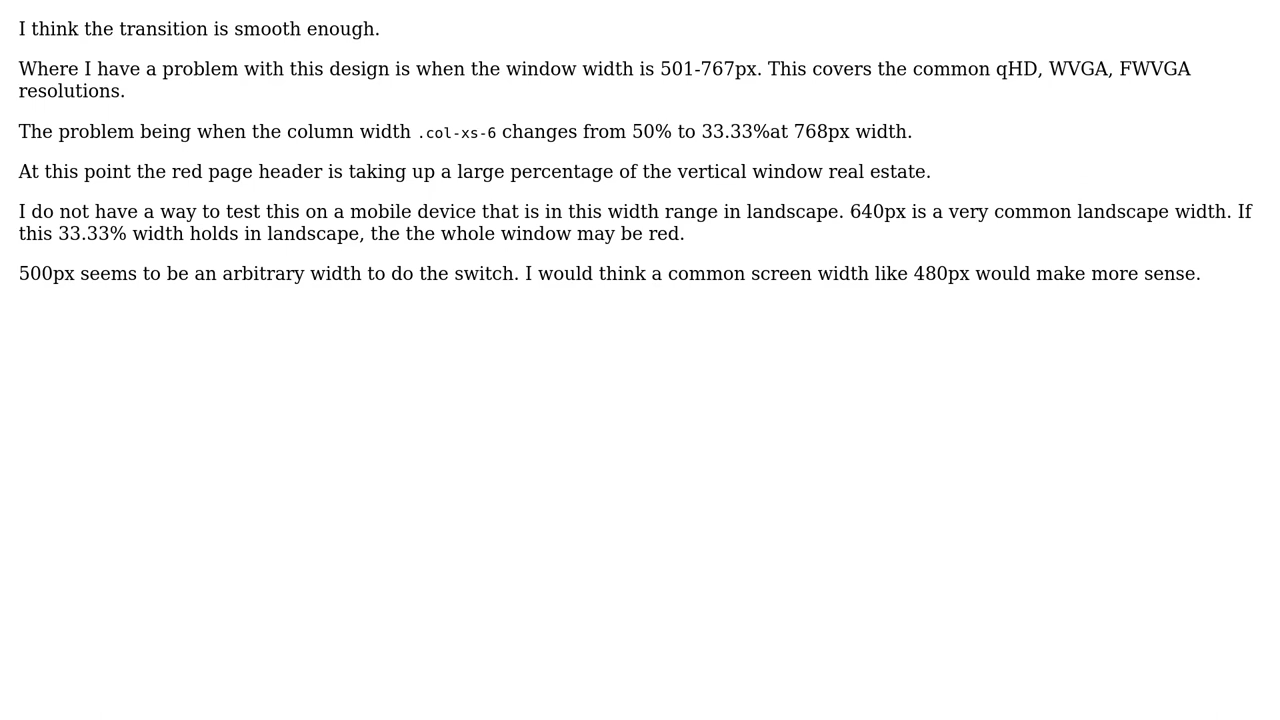 I think the transition is smooth enough.
Where I have a problem with this design is when the window width is 501-767px. This covers the common qHD, WVGA, FWVGA
resolutions.
The problem being when the column width .col-xs-6 changes from 50% to 33.33%at 768px width.
At this point the red page header is taking up a large percentage of the vertical window real estate.
I do not have a way to test this on a mobile device that is in this width range in landscape. 640px is a very common landscape width. If
this 33.33% width holds in landscape, the the whole window may be red.
500px seems to be an arbitrary width to do the switch. I would think a common screen width like 480px would make more sense.